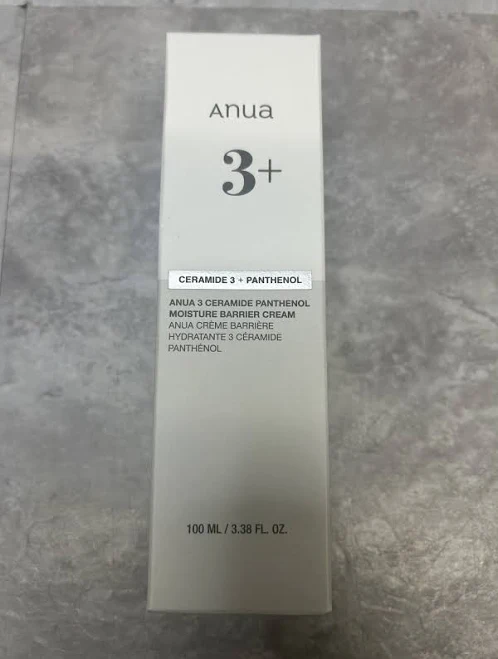 Anua
3+
CERAMIDE 3 + PANTHENOL
ANUA 3 CERAMIDE PANTHENOL
MOISTURE BARRIER CREAM
ANUA CRÈME BARRIÈRE
HYDRATANTE 3 CÉRAMIDE
PANTHÉNOL
100 ML / 3.38 FL. OZ.